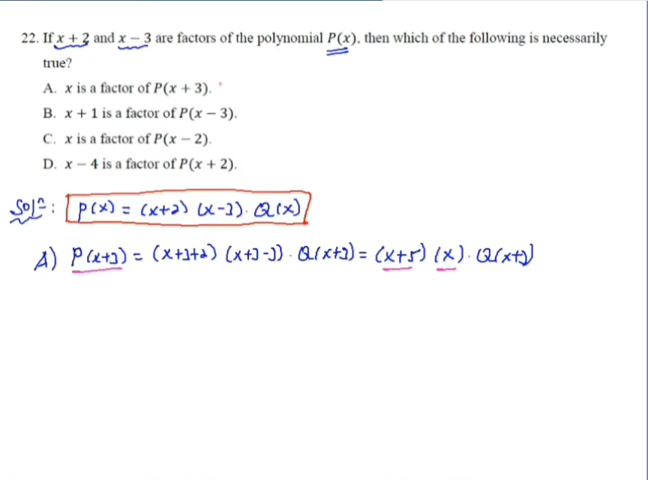 22. If x + 2 and x − 3 are factors of the polynomial P(x), then which of the following is necessarily
true?
A. x is a factor of P(x + 3).
B. x + 1 is a factor of P(x − 3).
C. x is a factor of P(x − 2).
D. x − 4 is a factor of P(x + 2).
Solⁿ: P(x) = (x+2) (x-3). Q(x)
A) P(x+3) = (x+3+2) (x+3-3). Q(x+3) = (x+5) (x). Q(x+3)